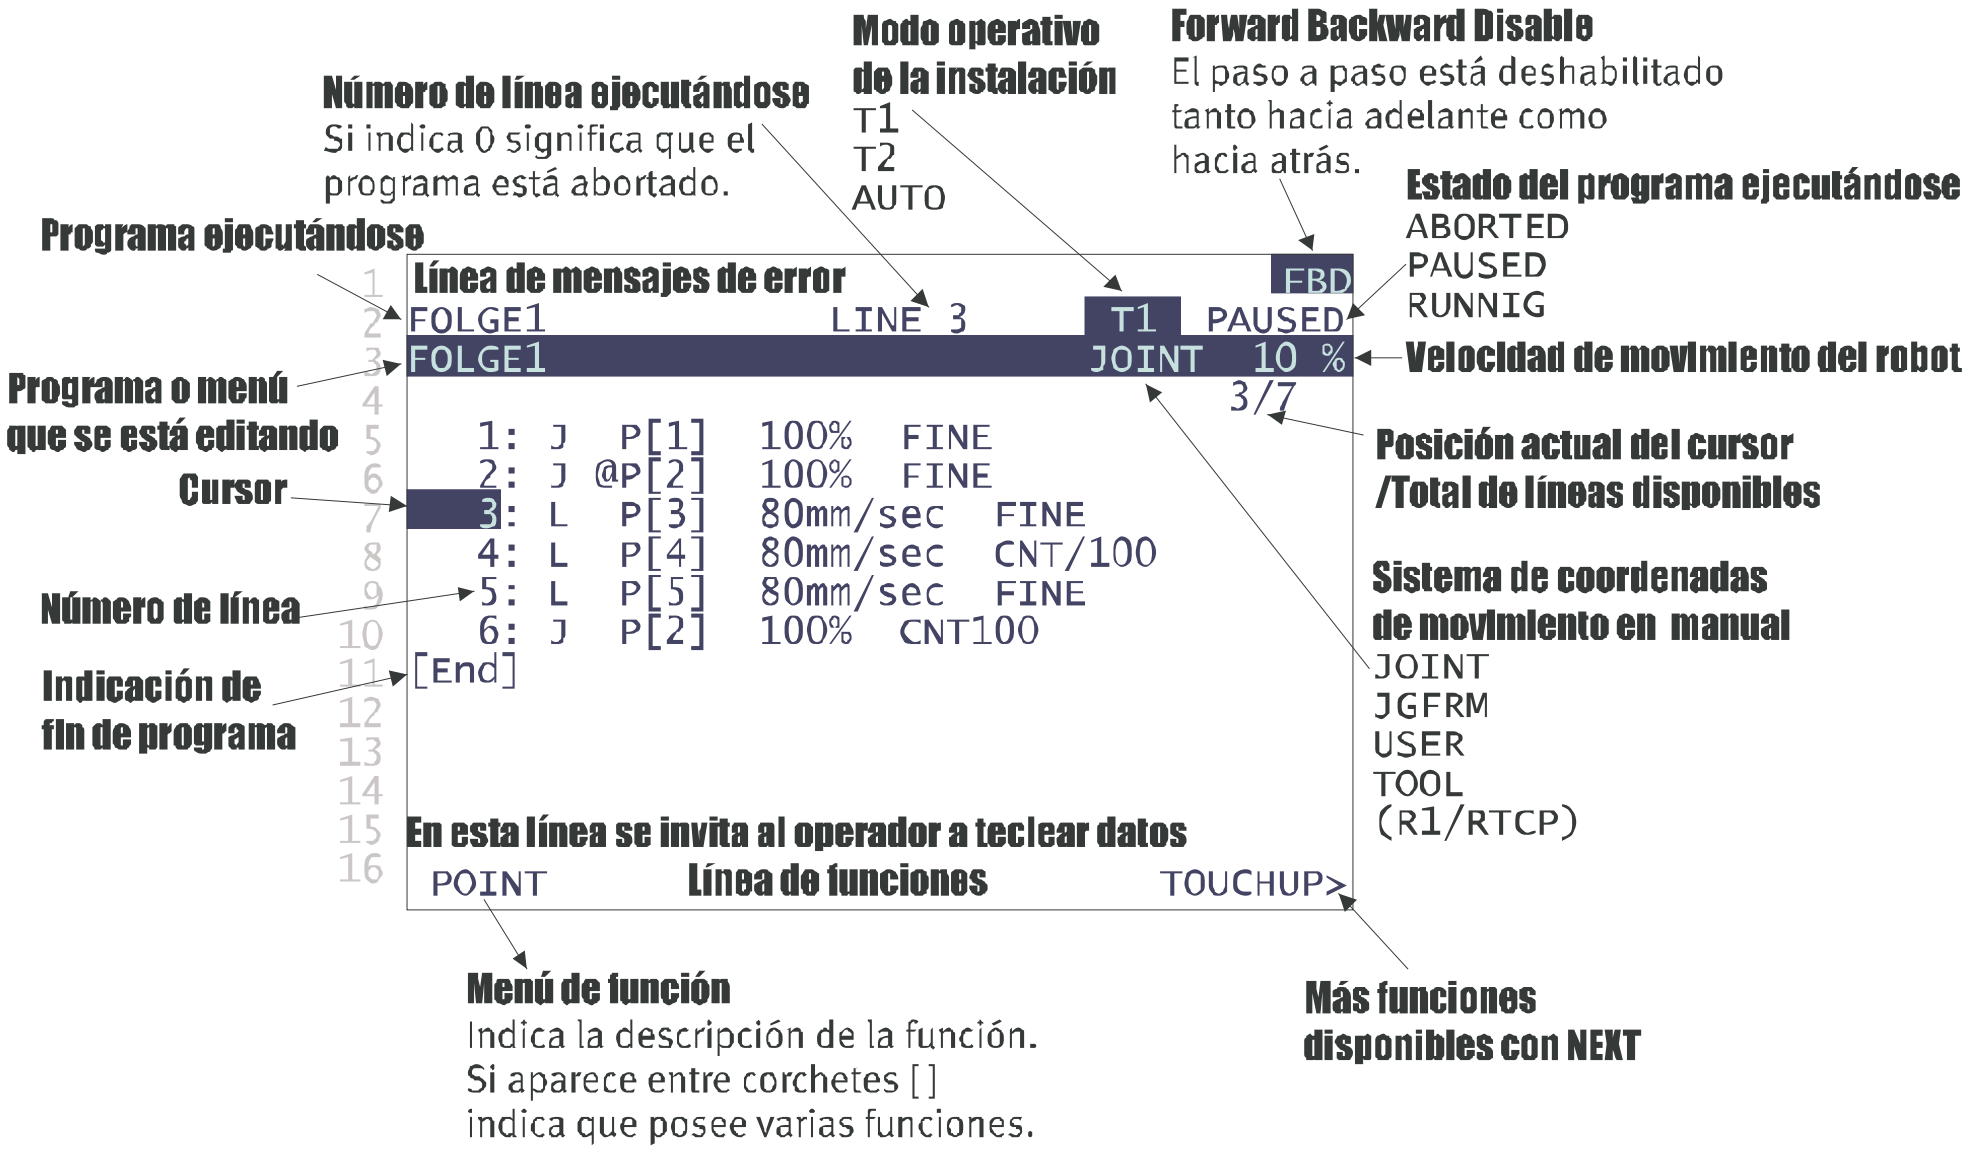 Modo operativo
de la instalación
T1
T2
AUTO
Forward Backward Disable
El paso a paso está deshabilitado
tanto hacia adelante como
hacia atrás.
Número de línea ejecutándose
Si indica 0 significa que el
programa está abortado.
Estado del programa ejecutándose
ABORTED
PAUSED
RUNNIG
Programa ejecutándose
1 Línea de mensajes de error FBD
2 FOLGE1 LINE 3 T1 PAUSED
3 FOLGE1 JOINT 10 %
Velocidad de movimiento del robot
Programa o menú
que se está editando
4 3/7
Posición actual del cursor
/Total de líneas disponibles
5 1: J P[1] 100% FINE
6 2: J @P[2] 100% FINE
Cursor
7 3: L P[3] 80mm/sec FINE
8 4: L P[4] 80mm/sec CNT/100
9 5: L P[5] 80mm/sec FINE
Número de línea
10 6: J P[2] 100% CNT100
11 [End]
Indicación de
fin de programa
12
13
14
15 En esta línea se invita al operador a teclear datos
16 POINT Línea de funciones TOUCHUP>
Sistema de coordenadas
de movimiento en manual
JOINT
JGFRM
USER
TOOL
(R1/RTCP)
Menú de función
Indica la descripción de la función.
Si aparece entre corchetes [ ]
indica que posee varias funciones.
Más funciones
disponibles con NEXT